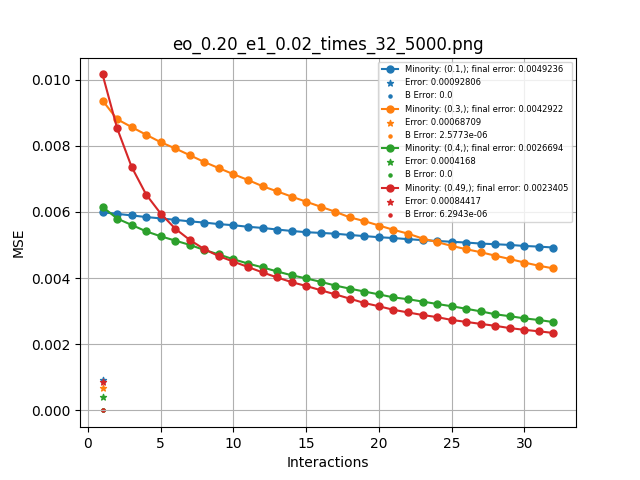 eo_0.20_e1_0.02_times_32_5000.png
Minority: (0.1,); final error: 0.0049236
Error: 0.00092806
B Error: 0.0
Minority: (0.3,); final error: 0.0042922
Error: 0.00068709
B Error: 2.5773e-06
Minority: (0.4,); final error: 0.0026694
Error: 0.0004168
B Error: 0.0
Minority: (0.49,); final error: 0.0023405
Error: 0.00084417
B Error: 6.2943e-06
MSE
0.010
0.008
0.006
0.004
0.002
0.000
0 5 10 15 20 25 30
Interactions